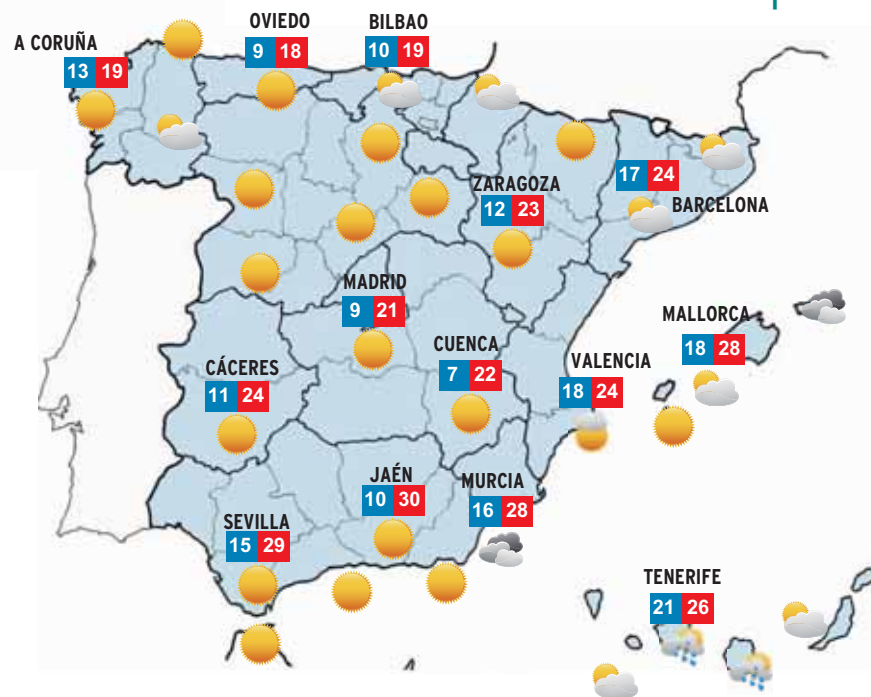 OVIEDO
9 18
BILBAO
10 19
A CORUÑA
13 19
ZARAGOZA
12 23
17 24
BARCELONA
MADRID
9 21
MALLORCA
18 28
CUENCA
7 22
VALENCIA
18 24
CÁCERES
11 24
JAÉN
10 30
MURCIA
16 28
SEVILLA
15 29
TENERIFE
21 26